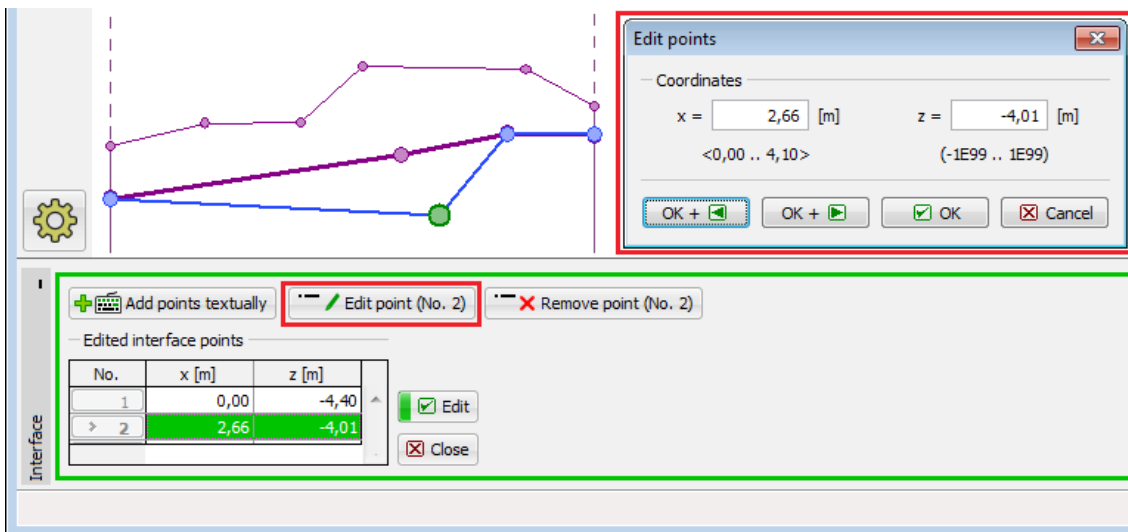 Edit points
Coordinates
x = 2,66 [m] z = -4,01 [m]
<0,00 .. 4,10> (-1E99 .. 1E99)
OK + OK + OK Cancel
Add points textually Edit point (No. 2) Remove point (No. 2)
Edited interface points
No. x [m] z [m]
1 0,00 -4,40
> 2 2,66 -4,01
Edit
Close
Interface